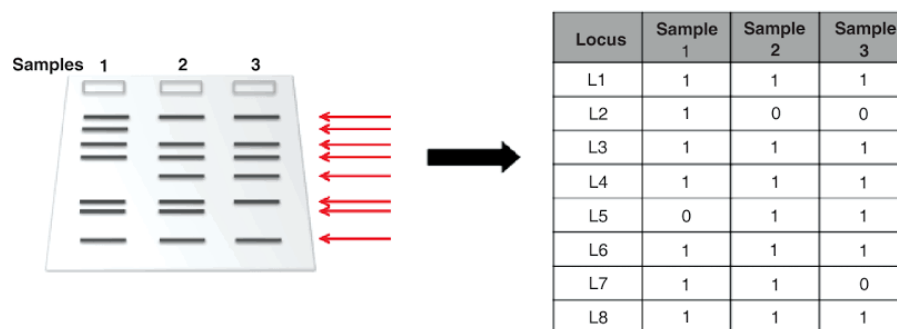 Samples 1 2 3
Locus Sample 1 Sample 2 Sample 3
L1 1 1 1
L2 1 0 0
L3 1 1 1
L4 1 1 1
L5 0 1 1
L6 1 1 1
L7 1 1 0
L8 1 1 1